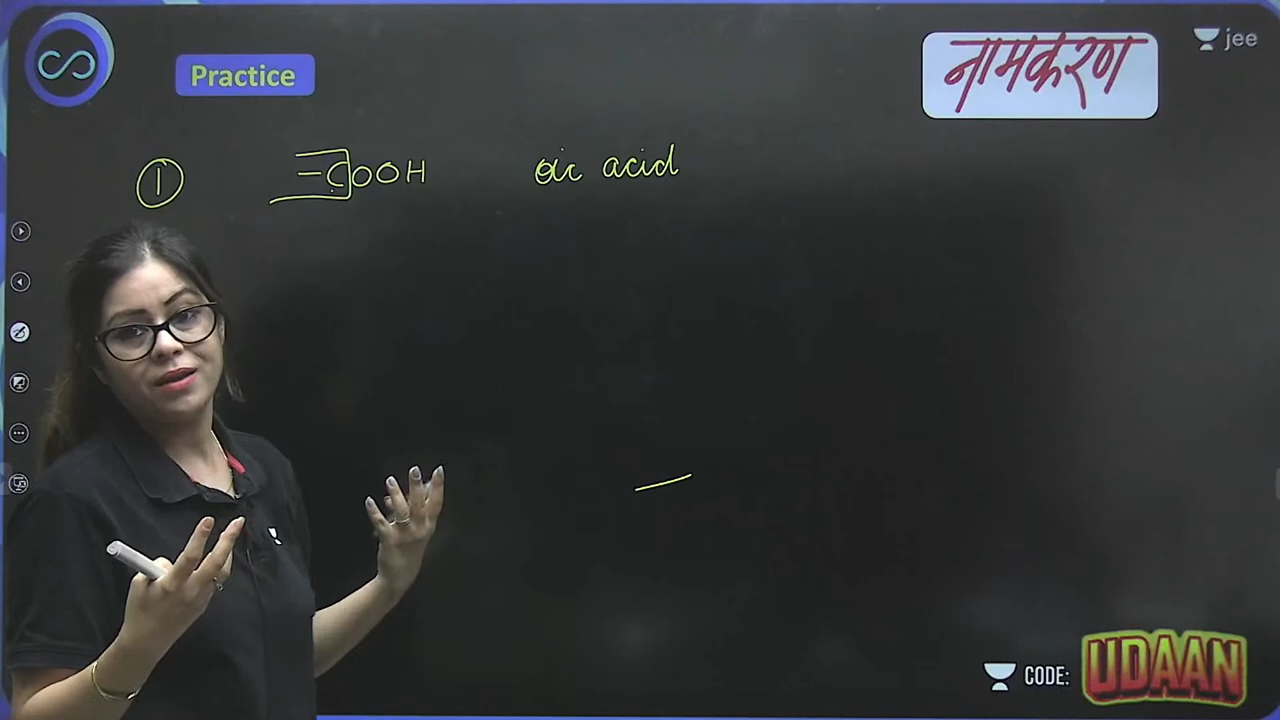 Practice
नामकरण
jee
1 -COOH oic acid
CODE: UDAAN